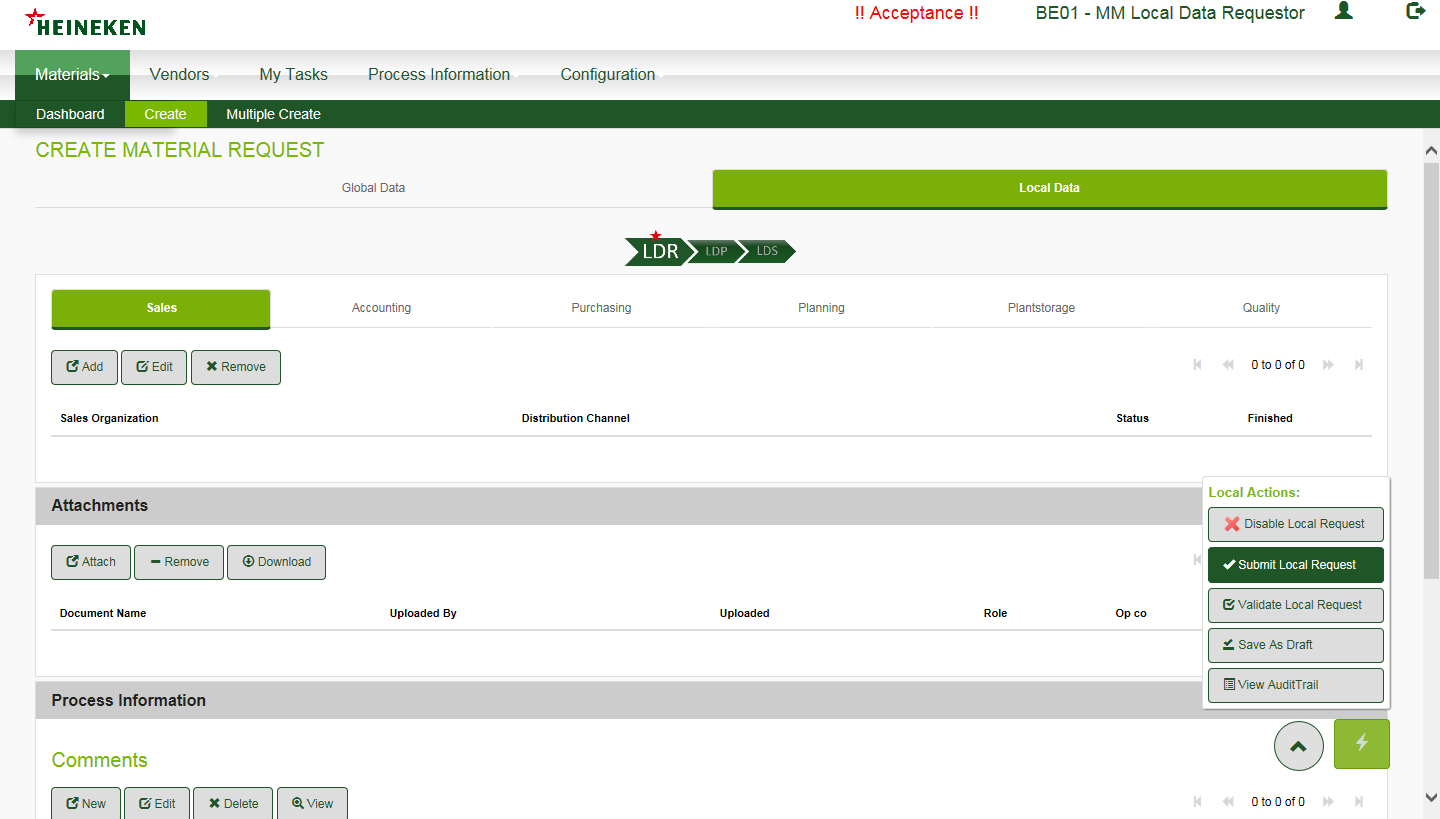 HEINEKEN
!! Acceptance !! BE01 - MM Local Data Requestor
Materials Vendors My Tasks Process Information Configuration
Dashboard Create Multiple Create
CREATE MATERIAL REQUEST
Global Data Local Data
LDR LDP LDS
Sales Accounting Purchasing Planning Plantstorage Quality
Add Edit Remove 0 to 0 of 0
Sales Organization Distribution Channel Status Finished
Attachments
Attach Remove Download
Document Name Uploaded By Uploaded Role Op co
Local Actions:
Disable Local Request
Submit Local Request
Validate Local Request
Save As Draft
View AuditTrail
Process Information
Comments
New Edit Delete View 0 to 0 of 0